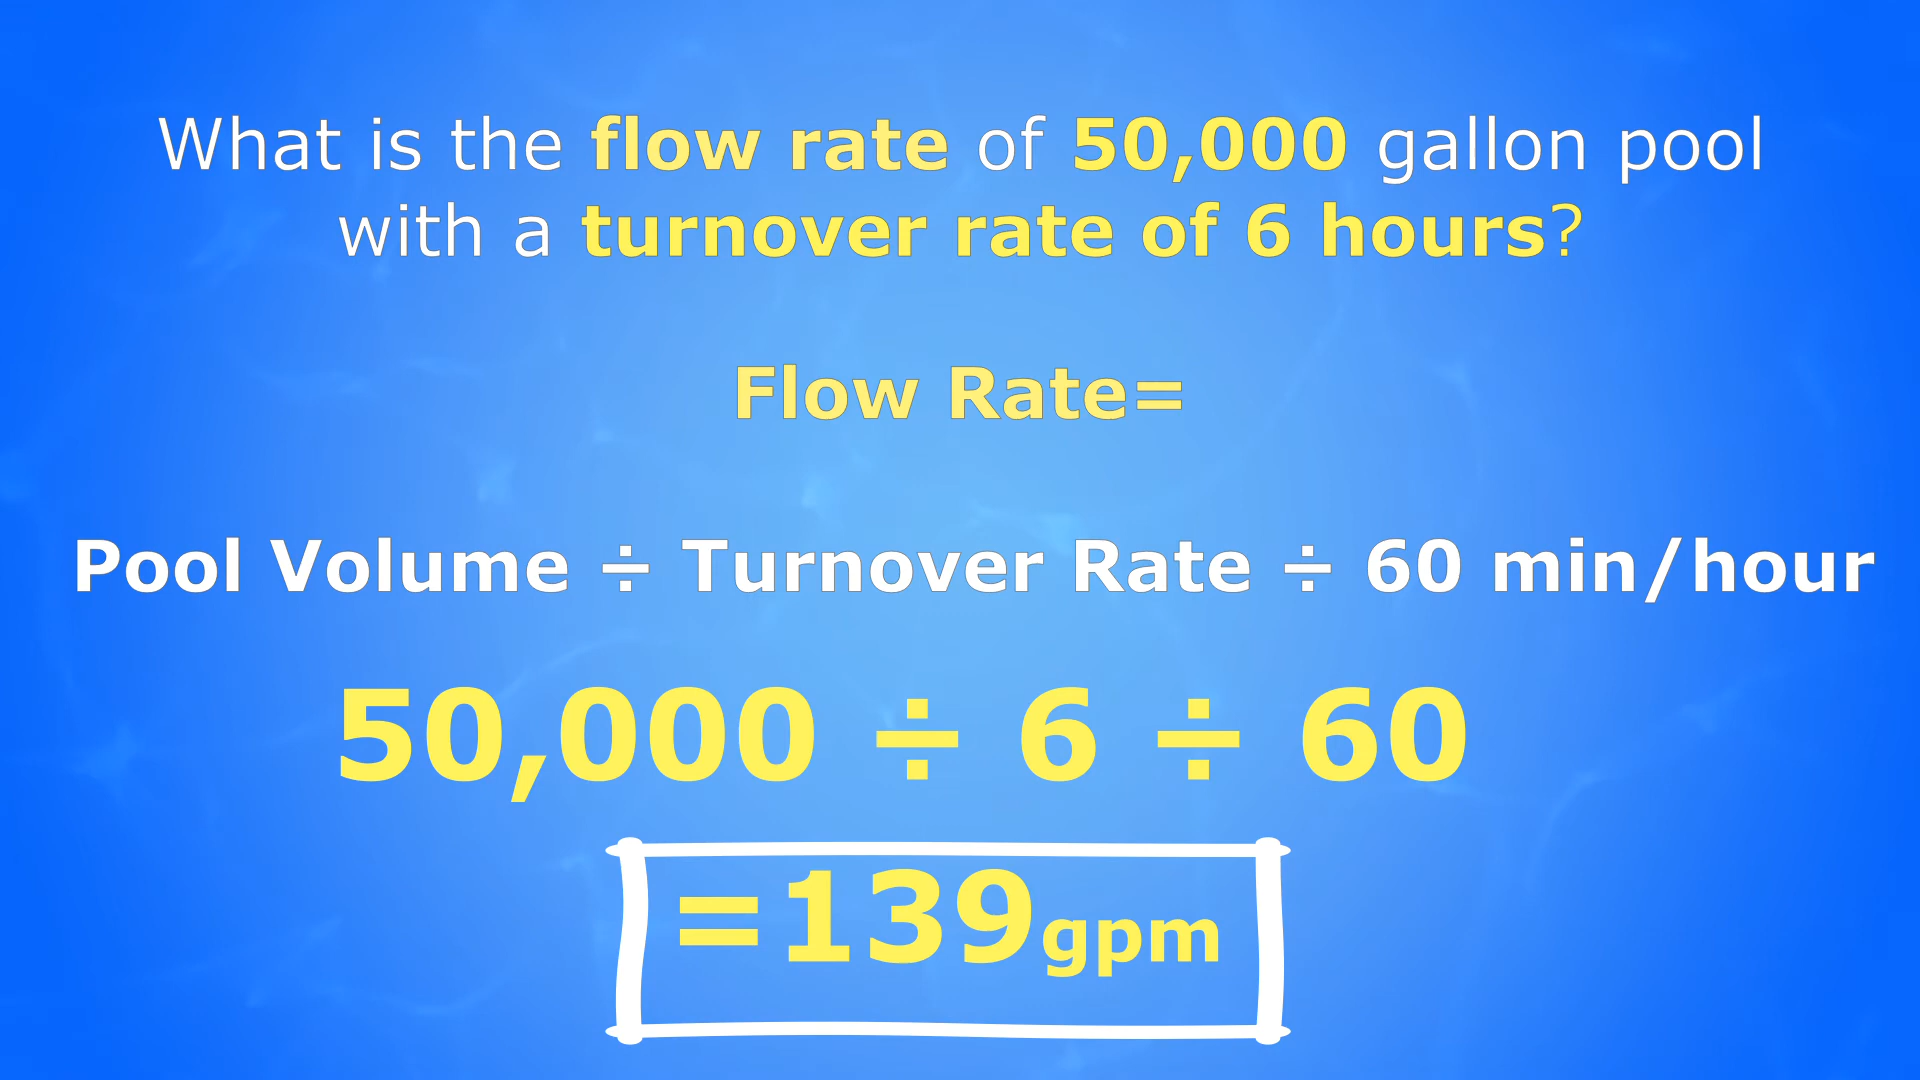 What is the flow rate of 50,000 gallon pool
with a turnover rate of 6 hours?
Flow Rate=
Pool Volume ÷ Turnover Rate ÷ 60 min/hour
50,000 ÷ 6 ÷ 60
=139gpm